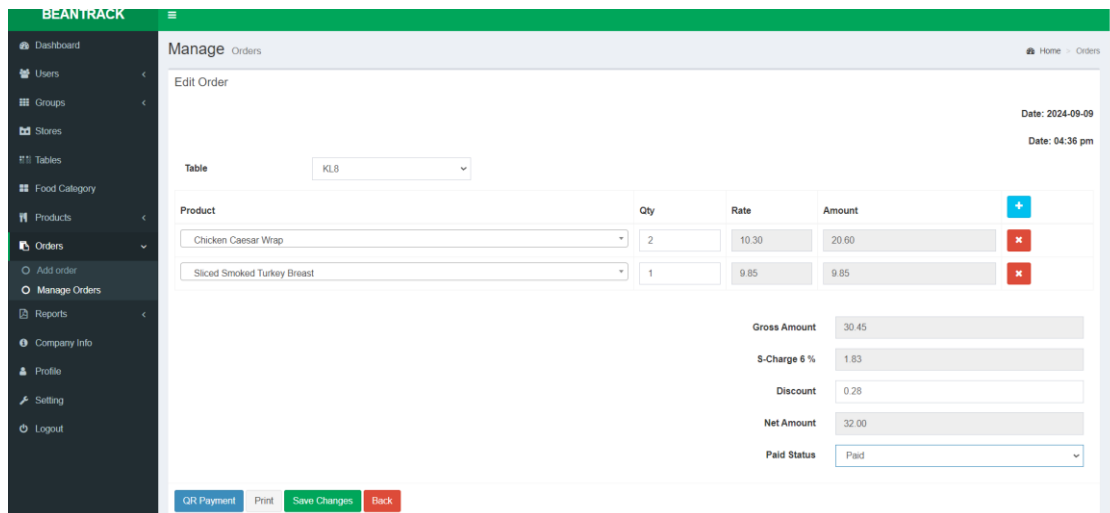 BEANTRACK
Dashboard
Users
Groups
Stores
Tables
Food Category
Products
Orders
Add order
Manage Orders
Reports
Company Info
Profile
Setting
Logout
Manage Orders
Home > Orders
Edit Order
Date: 2024-09-09
Date: 04:36 pm
Table KL8
Product Qty Rate Amount
Chicken Caesar Wrap 2 10.30 20.60
Sliced Smoked Turkey Breast 1 9.85 9.85
Gross Amount 30.45
S-Charge 6 % 1.83
Discount 0.28
Net Amount 32.00
Paid Status Paid
QR Payment Print Save Changes Back